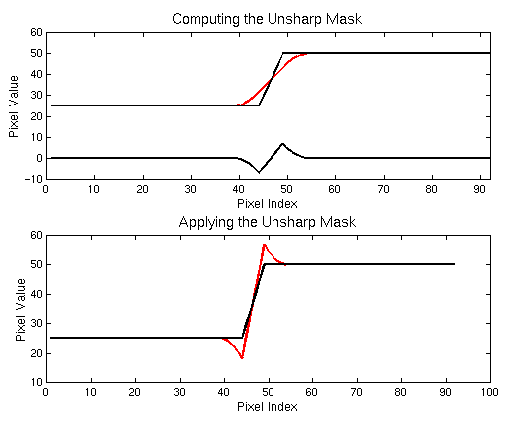 Computing the Unsharp Mask
60
50
40
30
20
10
0
−10
Pixel Value
0 10 20 30 40 50 60 70 80 90
Pixel Index
Applying the Unsharp Mask
60
50
40
30
20
10
Pixel Value
0 10 20 30 40 50 60 70 80 90 100
Pixel Index